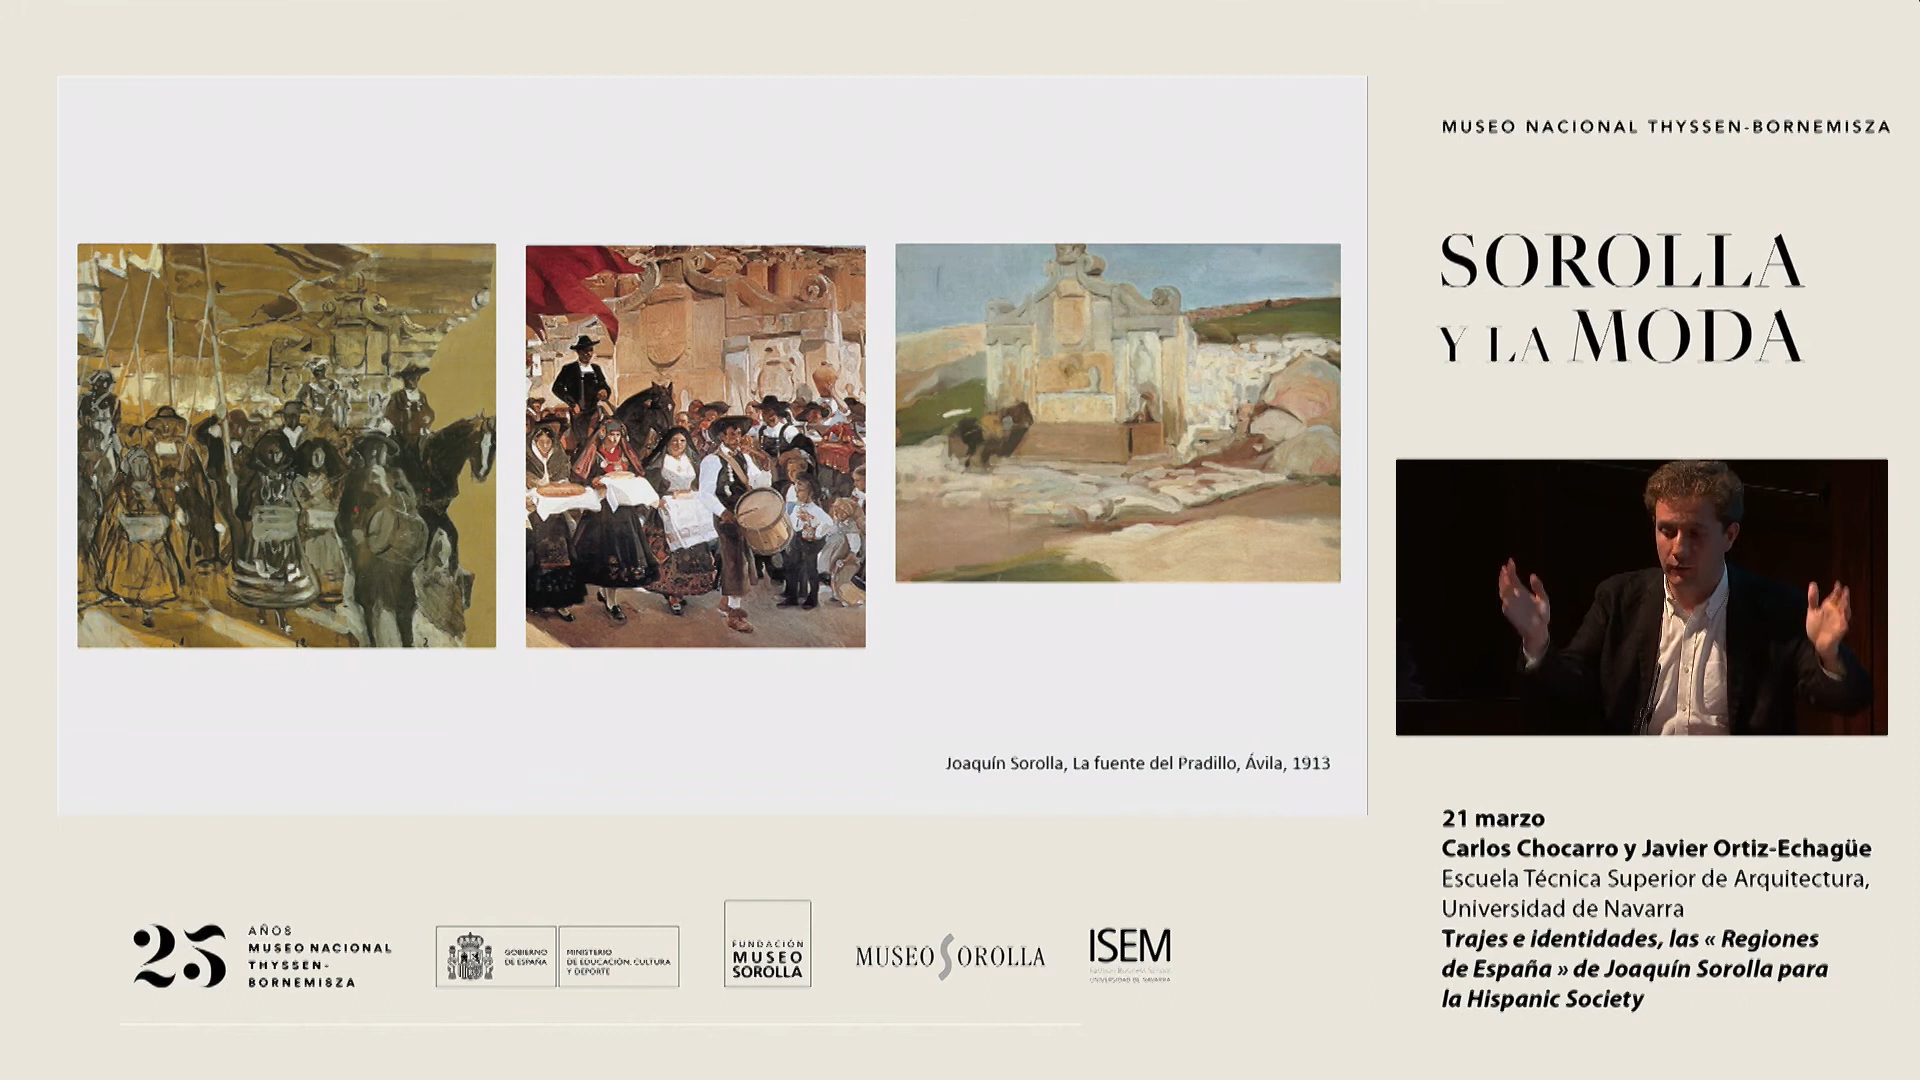 MUSEO NACIONAL THYSSEN-BORNEMISZA
SOROLLA
Y LA MODA
Joaquín Sorolla, La fuente del Pradillo, Ávila, 1913
21 marzo
Carlos Chocarro y Javier Ortiz-Echagüe
Escuela Técnica Superior de Arquitectura,
Universidad de Navarra
Trajes e identidades, las « Regiones
de España » de Joaquín Sorolla para
la Hispanic Society
25
AÑOS
MUSEO NACIONAL
THYSSEN-
BORNEMISZA
GOBIERNO
DE ESPAÑA
MINISTERIO
DE EDUCACIÓN, CULTURA
Y DEPORTE
FUNDACIÓN
MUSEO
SOROLLA
MUSEO SOROLLA
ISEM
UNIVERSIDAD DE NAVARRA